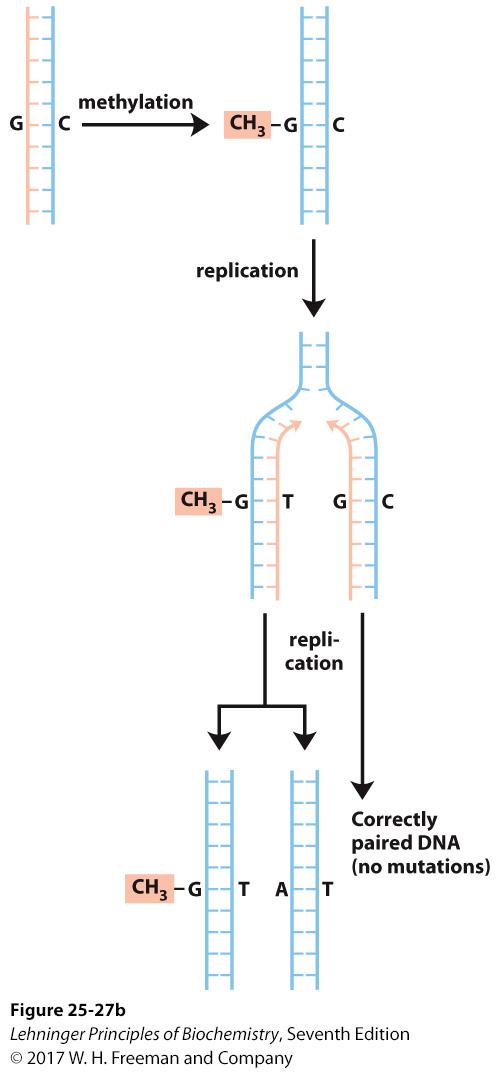 G C methylation CH3–G C
replication
CH3–G T G C
repli-
cation
Correctly
paired DNA
(no mutations)
CH3–G T A T
Figure 25-27b
Lehninger Principles of Biochemistry, Seventh Edition
© 2017 W. H. Freeman and Company